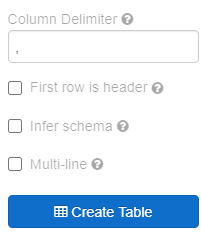 Column Delimiter
,
First row is header
Infer schema
Multi-line
Create Table